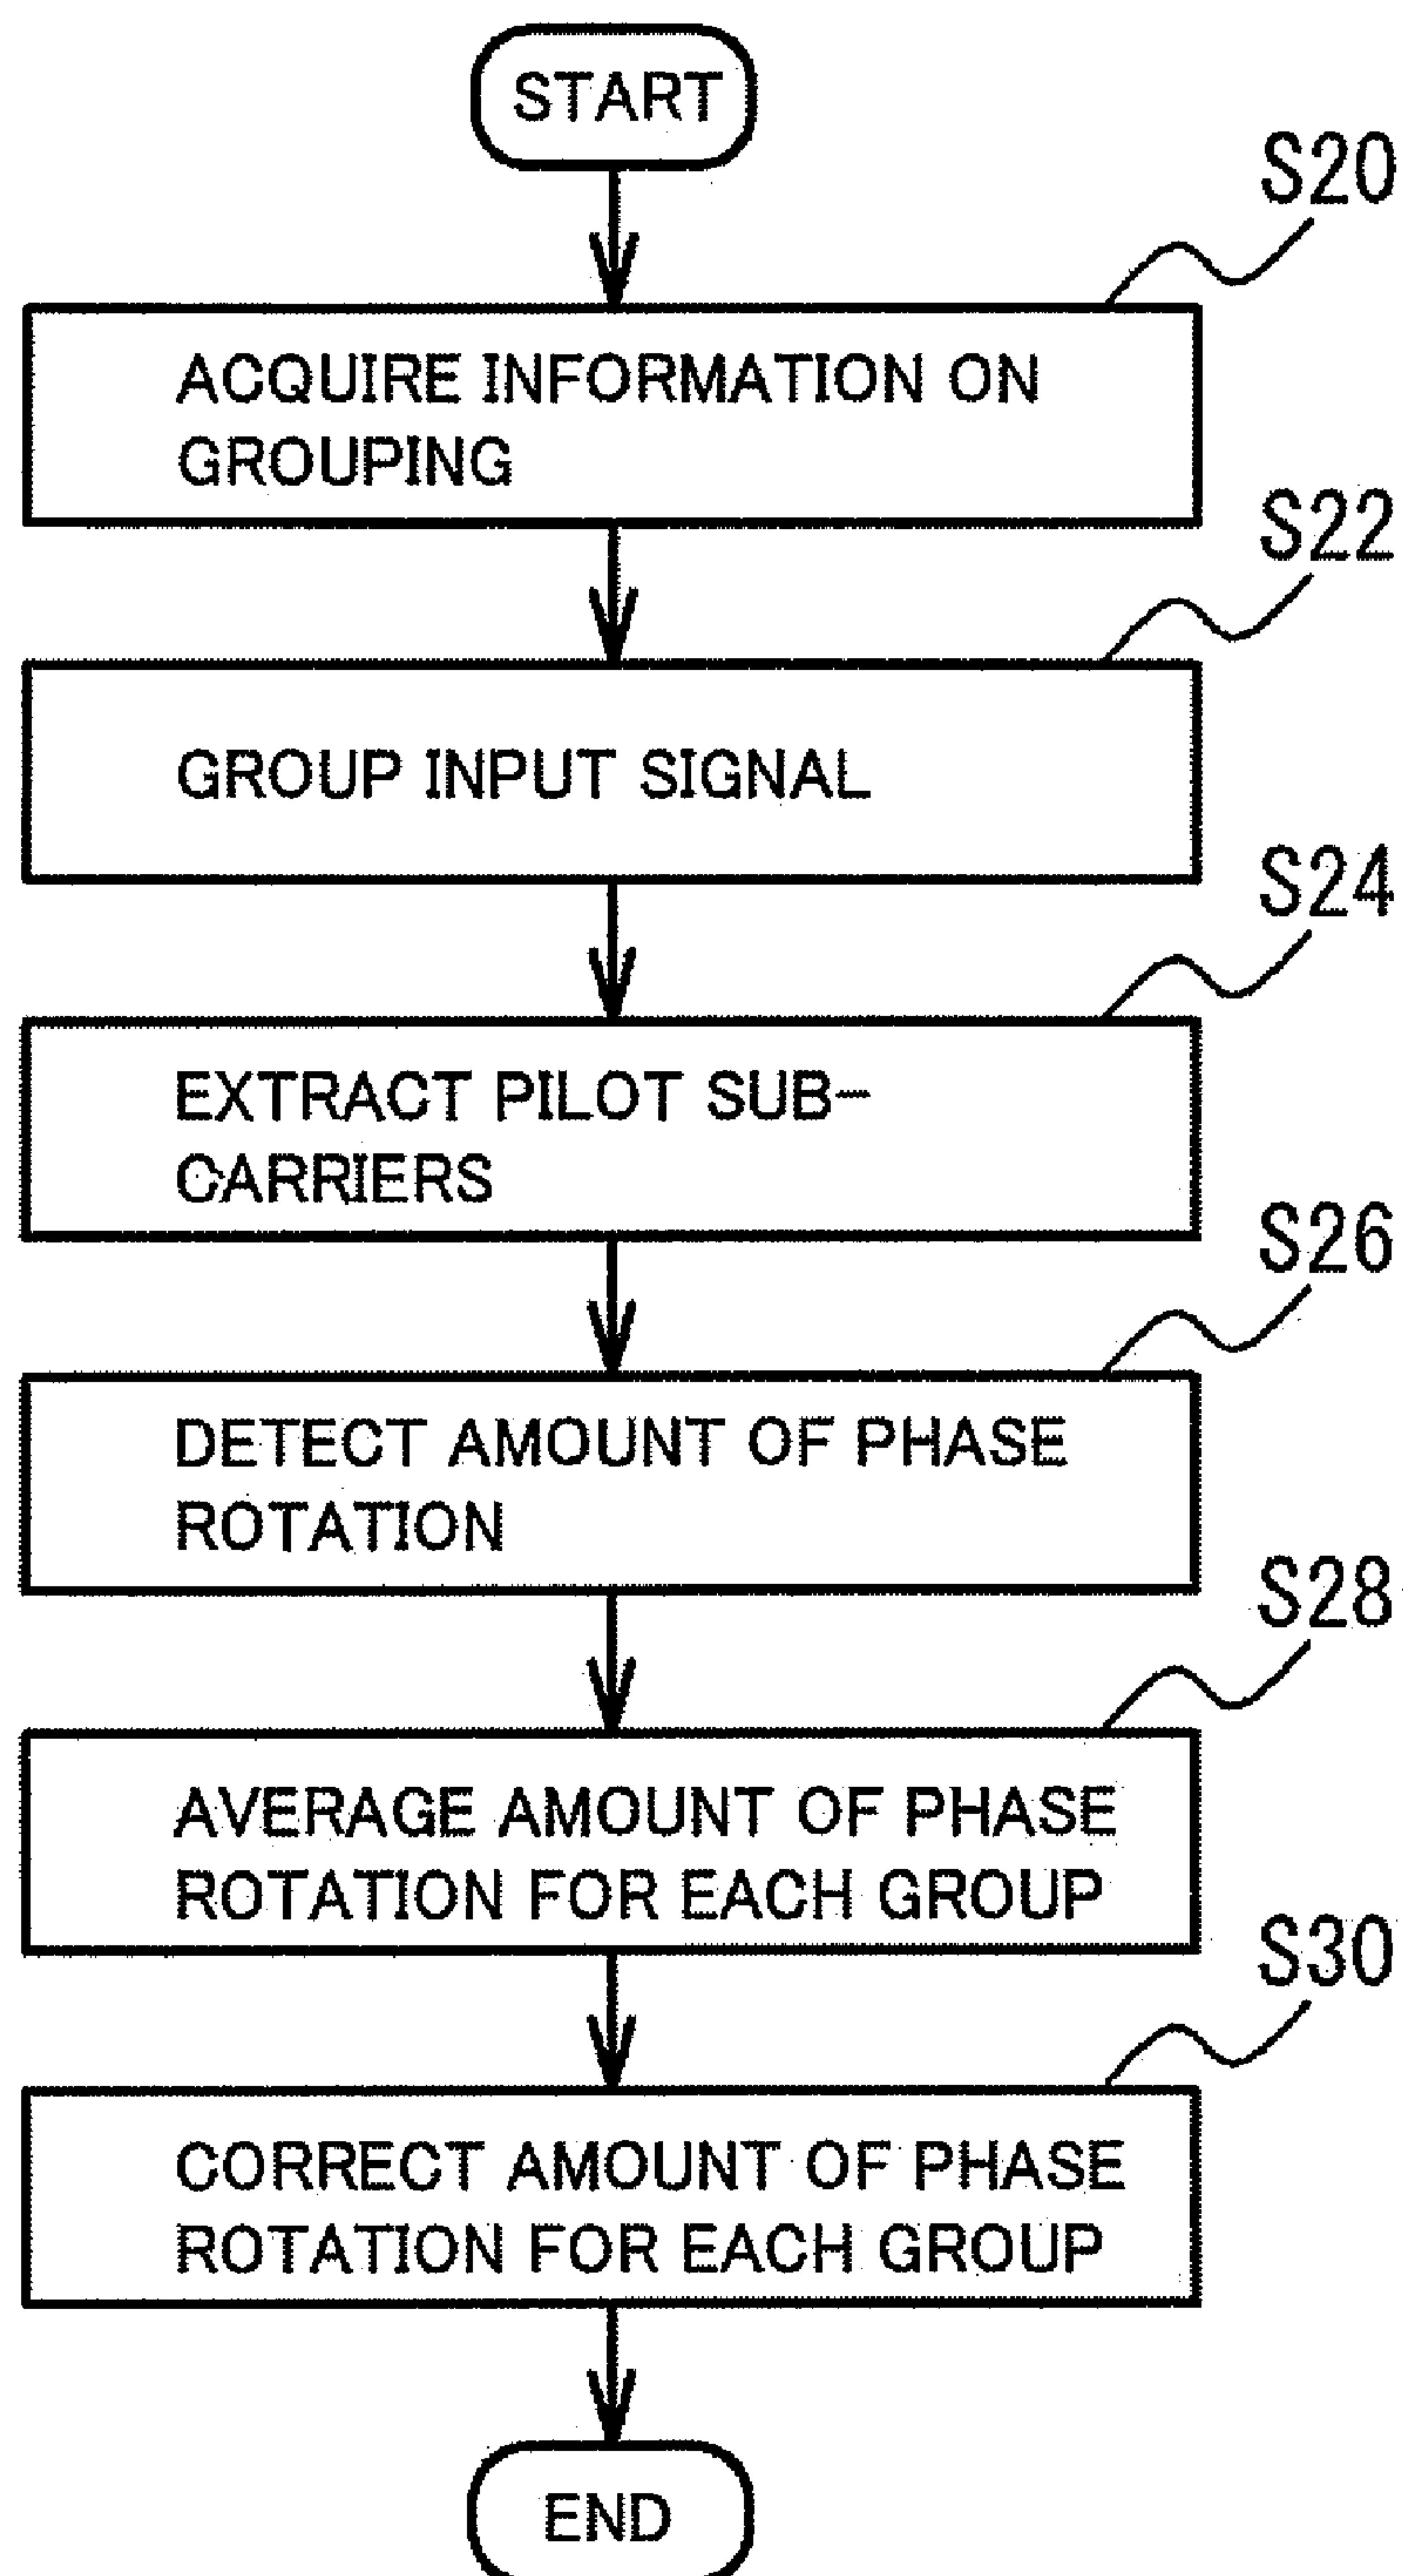 START
S20
ACQUIRE INFORMATION ON
GROUPING
S22
GROUP INPUT SIGNAL
S24
EXTRACT PILOT SUB-
CARRIERS
S26
DETECT AMOUNT OF PHASE
ROTATION
S28
AVERAGE AMOUNT OF PHASE
ROTATION FOR EACH GROUP
S30
CORRECT AMOUNT OF PHASE
ROTATION FOR EACH GROUP
END